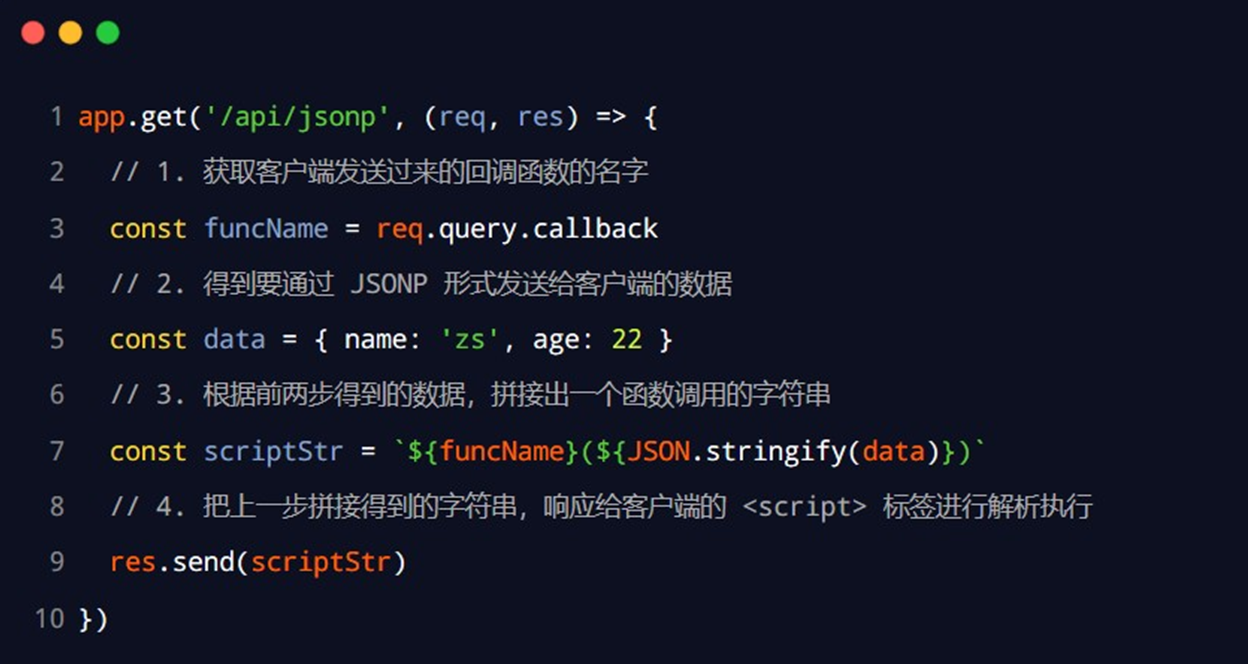 1 app.get('/api/jsonp', (req, res) => {
2 // 1. 获取客户端发送过来的回调函数的名字
3 const funcName = req.query.callback
4 // 2. 得到要通过 JSONP 形式发送给客户端的数据
5 const data = { name: 'zs', age: 22 }
6 // 3. 根据前两步得到的数据，拼接出一个函数调用的字符串
7 const scriptStr = `${funcName}(${JSON.stringify(data)})`
8 // 4. 把上一步拼接得到的字符串，响应给客户端的 <script> 标签进行解析执行
9 res.send(scriptStr)
10 })